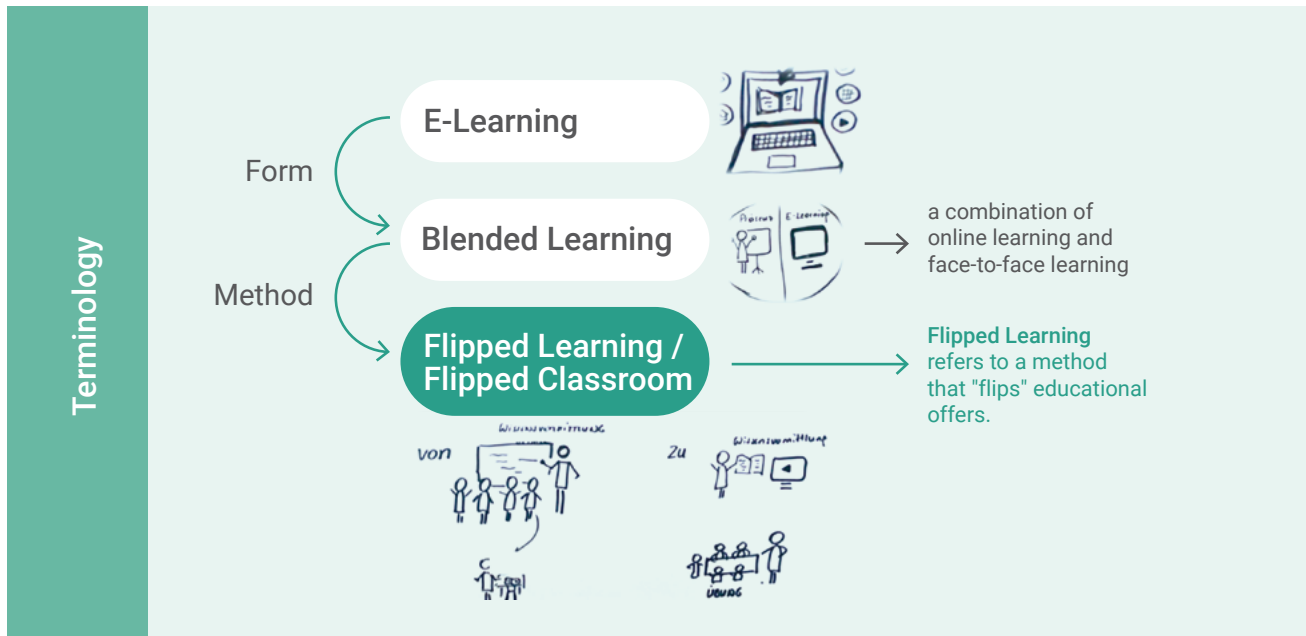 Terminology
E-Learning
Form
Blended Learning
E-Learning
a combination of
online learning and
face-to-face learning
Method
Flipped Learning /
Flipped Classroom
Flipped Learning
refers to a method
that "flips" educational
offers.
von
Zu
Wissensvermittlung
ÜBUNG